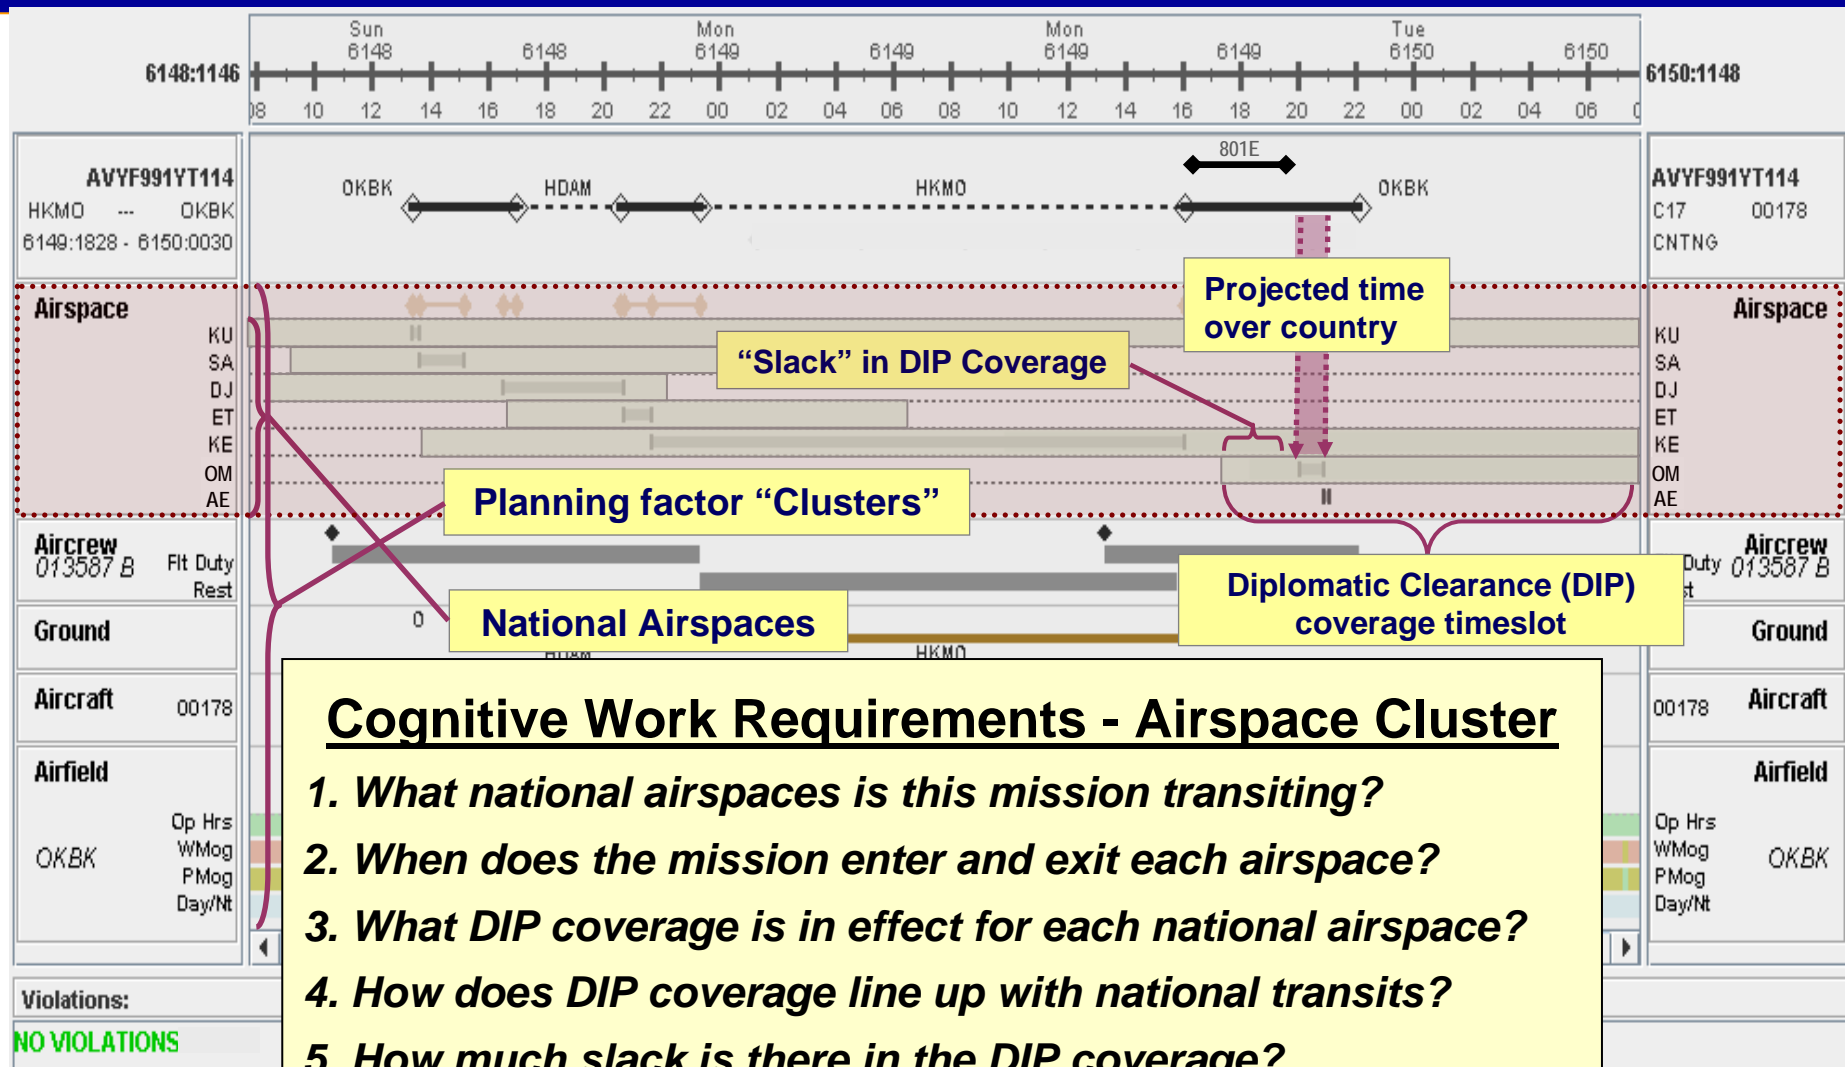 Sun Mon Mon Tue
6148 6148 6149 6149 6149 6149 6150 6150
6148:1146 6150:1148
08 10 12 14 16 18 20 22 00 02 04 06 08 10 12 14 16 18 20 22 00 02 04 06
801E
AVYF991YT114
HKMO --- OKBK
6149:1828 - 6150:0030
OKBK HDAM HKMO OKBK
AVYF991YT114
C17 00178
CNTNG
Projected time
over country
"Slack" in DIP Coverage
Airspace
KU
SA
DJ
ET
KE
OM
AE
Airspace
KU
SA
DJ
ET
KE
OM
AE
Planning factor “Clusters”
Diplomatic Clearance (DIP)
coverage timeslot
National Airspaces
Aircrew
013587 B Flt Duty
Rest
Aircrew
Duty 013587 B
st
Ground
0
HDAM HKMO
Ground
Aircraft 00178
00178 Aircraft
Airfield
Op Hrs
OKBK WMog
PMog
Day/Nt
Airfield
Op Hrs
WMog OKBK
PMog
Day/Nt
Cognitive Work Requirements - Airspace Cluster
1. What national airspaces is this mission transiting?
2. When does the mission enter and exit each airspace?
3. What DIP coverage is in effect for each national airspace?
4. How does DIP coverage line up with national transits?
5. How much slack is there in the DIP coverage?
Violations:
NO VIOLATIONS